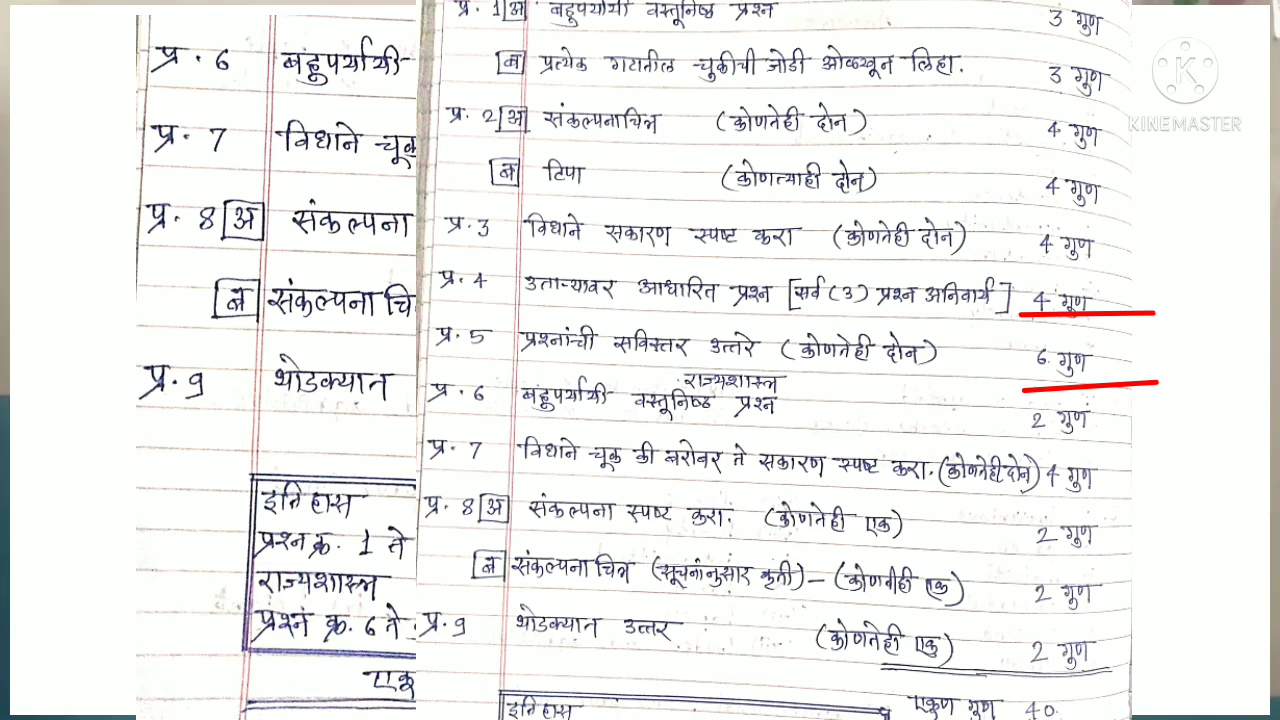 प्र. 6 बहुपर्यायी
प्र. 7 विधाने चूक
प्र. 8 अ संकल्पना
ब संकल्पना चि
प्र. 9 थोडक्यात
इतिहास
प्रश्न क्र. 1 ते
राज्यशास्त्र
प्रश्न क्र. 6 ते
एकू
प्र. 1 अ बहुपर्यायी वस्तूनिष्ठ प्रश्न 3 गुण
ब प्रत्येक गटातील चुकीची जोडी ओळखून लिहा. 3 गुण
प्र. 2 अ संकल्पनाचित्र (कोणतेही दोन) 4 गुण
ब टिपा (कोणत्याही दोन) 4 गुण
प्र. 3 विधाने सकारण स्पष्ट करा (कोणतेही दोन) 4 गुण
प्र. 4 उताऱ्यावर आधारित प्रश्न [सर्व (3) प्रश्न अनिवार्य] 4 गुण
प्र. 5 प्रश्नांची सविस्तर उत्तरे (कोणतेही दोन) 6 गुण
राज्यशास्त्र
प्र. 6 बहुपर्यायी वस्तूनिष्ठ प्रश्न 2 गुण
प्र. 7 विधाने चूक की बरोबर ते सकारण स्पष्ट करा. (कोणतेही दोन) 4 गुण
प्र. 8 अ संकल्पना स्पष्ट करा. (कोणतेही एक) 2 गुण
ब संकल्पना चित्र (सूचनांनुसार कृती) – (कोणतीही एक) 2 गुण
प्र. 9 थोडक्यात उत्तर (कोणतेही एक) 2 गुण
एकुण गुण 40.
इतिहास
KINEMASTER